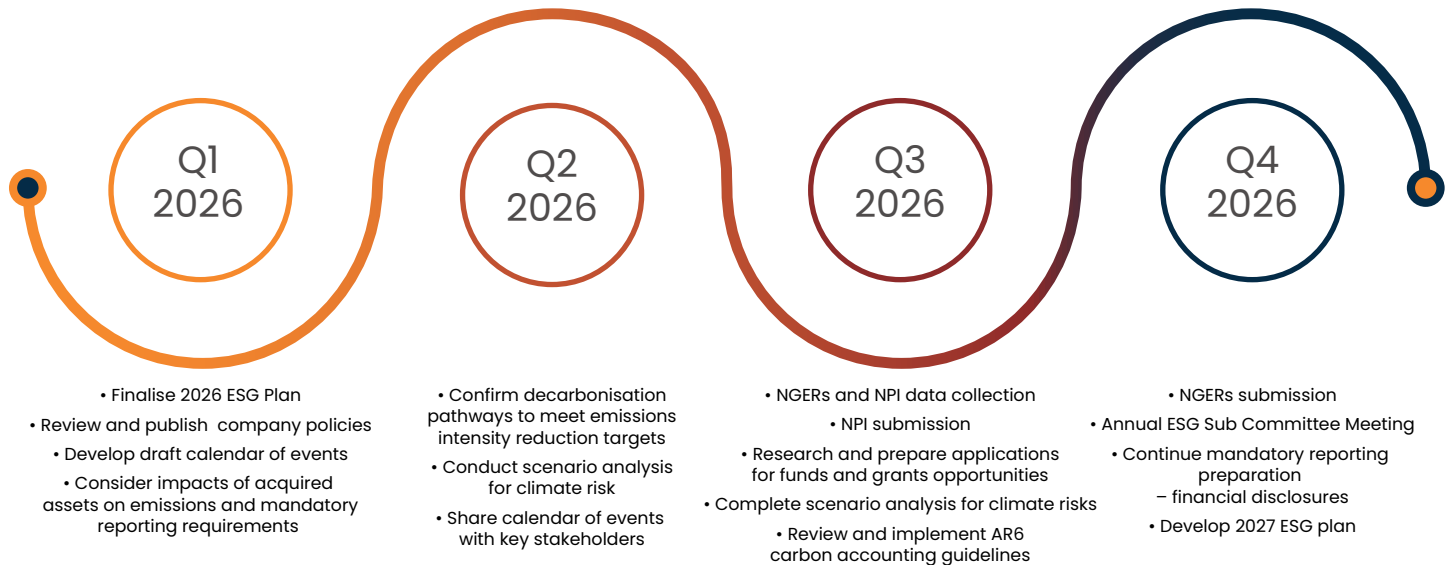 Q1
2026
Q2
2026
Q3
2026
Q4
2026
• Finalise 2026 ESG Plan
• Review and publish company policies
• Develop draft calendar of events
• Consider impacts of acquired
assets on emissions and mandatory
reporting requirements
• Confirm decarbonisation
pathways to meet emissions
intensity reduction targets
• Conduct scenario analysis
for climate risk
• Share calendar of events
with key stakeholders
• NGERs and NPI data collection
• NPI submission
• Research and prepare applications
for funds and grants opportunities
• Complete scenario analysis for climate risks
• Review and implement AR6
carbon accounting guidelines
• NGERs submission
• Annual ESG Sub Committee Meeting
• Continue mandatory reporting
preparation
– financial disclosures
• Develop 2027 ESG plan